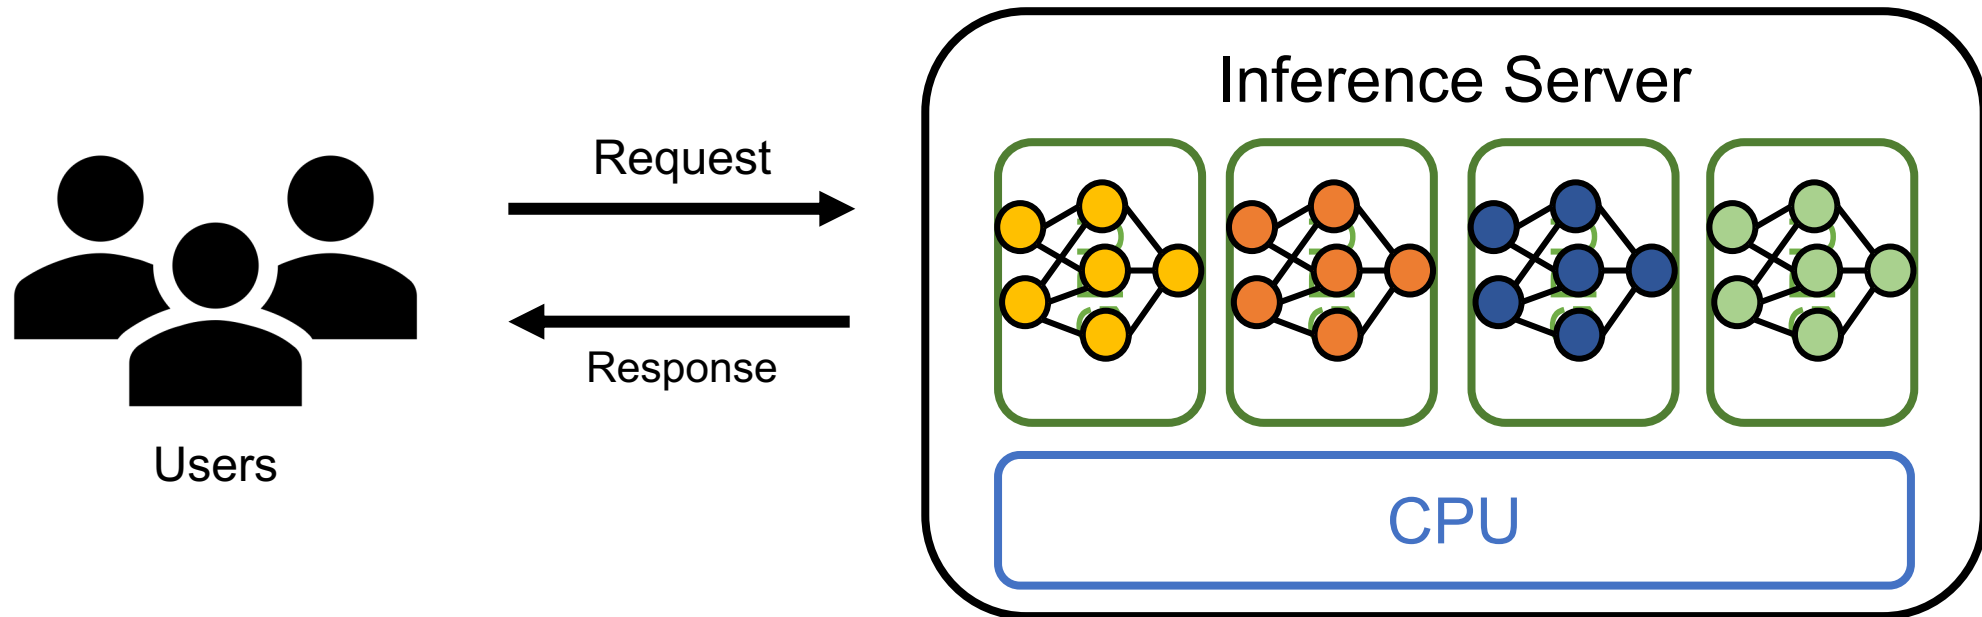 Inference Server
Request
Response
Users
CPU